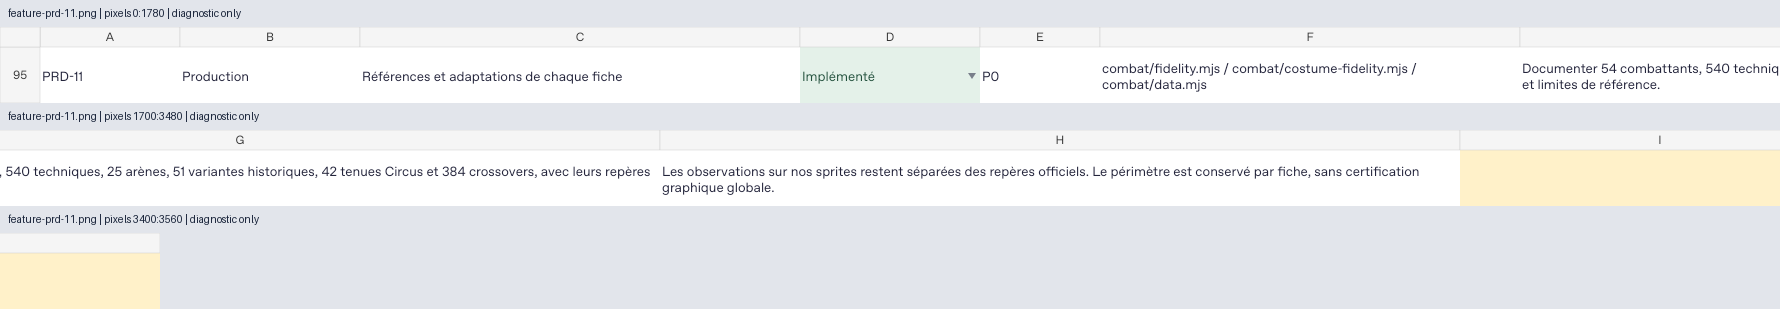 feature-prd-11.png | pixels 0:1780 | diagnostic only
A B C D E F
95 PRD-11 Production Références et adaptations de chaque fiche Implémenté P0 combat/fidelity.mjs / combat/costume-fidelity.mjs / combat/data.mjs Documenter 54 combattants, 540 techniq et limites de référence.
feature-prd-11.png | pixels 1700:3480 | diagnostic only
G H I
, 540 techniques, 25 arènes, 51 variantes historiques, 42 tenues Circus et 384 crossovers, avec leurs repères Les observations sur nos sprites restent séparées des repères officiels. Le périmètre est conservé par fiche, sans certification graphique globale.
feature-prd-11.png | pixels 3400:3560 | diagnostic only